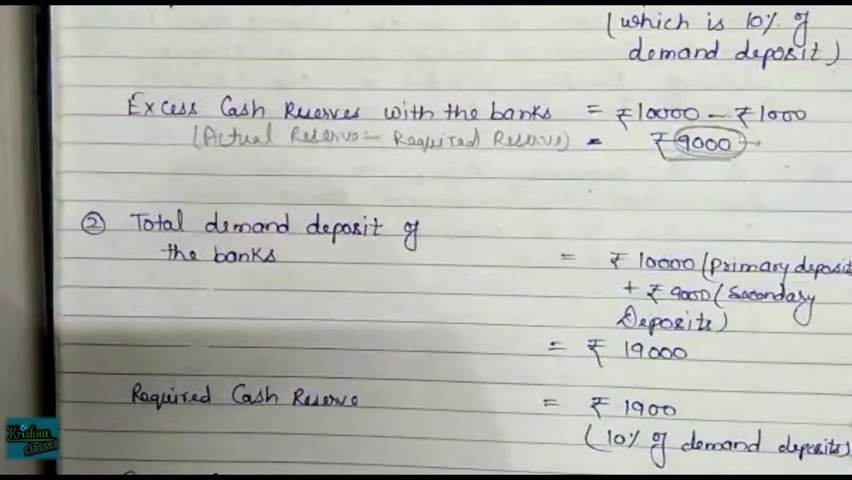 (which is 10% of
demand deposit)
Excess Cash Reserves with the banks = ₹10000 - ₹1000
(Actual Reserve - Required Reserve) = ₹9000
② Total demand deposit of
the banks = ₹10000 (Primary deposit
+ ₹9000 (Secondary
Deposits)
= ₹19000
Required Cash Reserve = ₹1900
(10% of demand deposits)
Krishna
classes